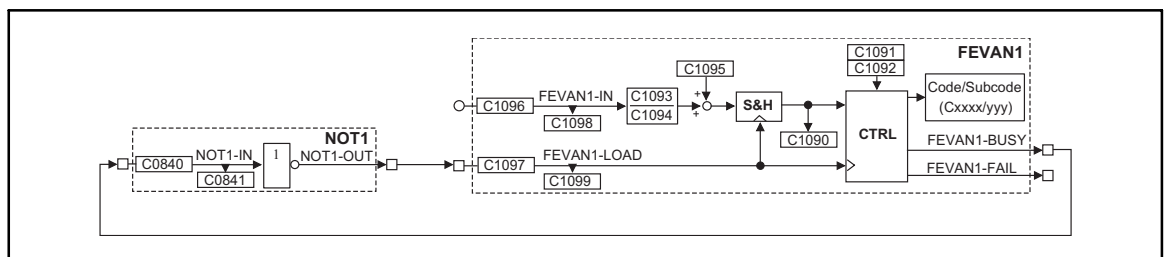 FEVAN1
C1091
C1092
C1095
Code/Subcode
(Cxxxx/yyy)
C1096
FEVAN1-IN
C1098
C1093
C1094
+
+
S&H
C1090
CTRL
NOT1
C0840
NOT1-IN
C0841
1
NOT1-OUT
C1097
FEVAN1-LOAD
C1099
FEVAN1-BUSY
FEVAN1-FAIL